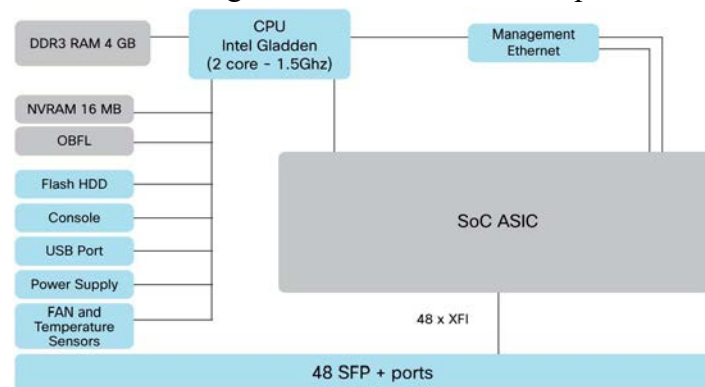 DDR3 RAM 4 GB
CPU
Intel Gladden
(2 core - 1.5Ghz)
Management
Ethernet
NVRAM 16 MB
OBFL
Flash HDD
Console
USB Port
Power Supply
FAN and
Temperature
Sensors
SoC ASIC
48 x XFI
48 SFP + ports